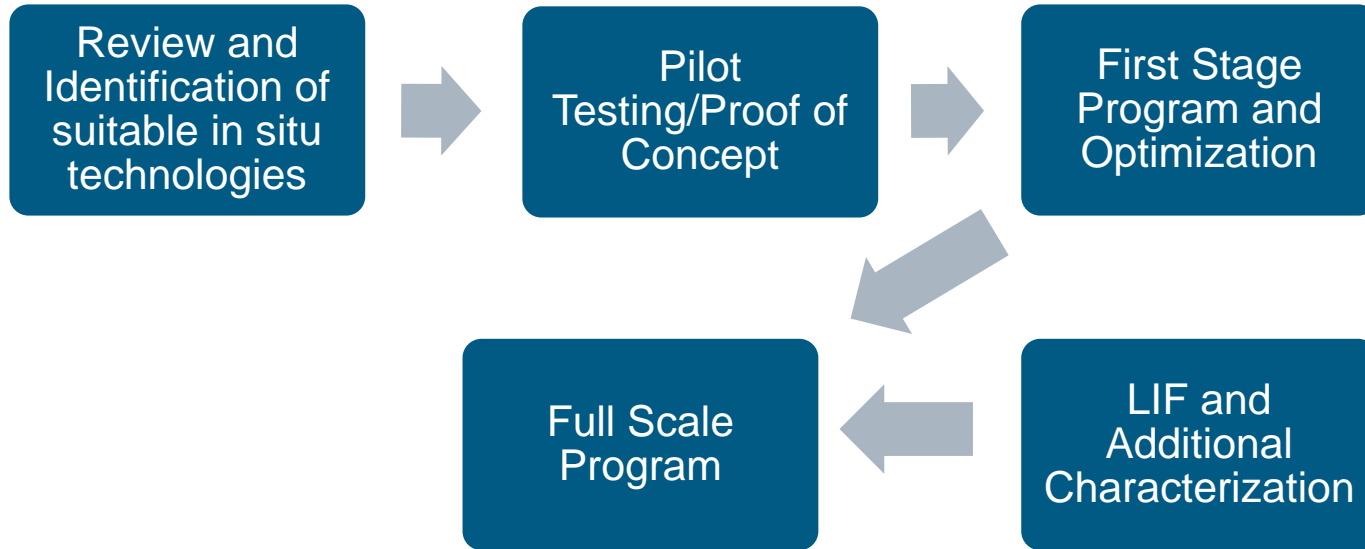 Review and
Identification of
suitable in situ
technologies
Pilot
Testing/Proof of
Concept
First Stage
Program and
Optimization
Full Scale
Program
LIF and
Additional
Characterization